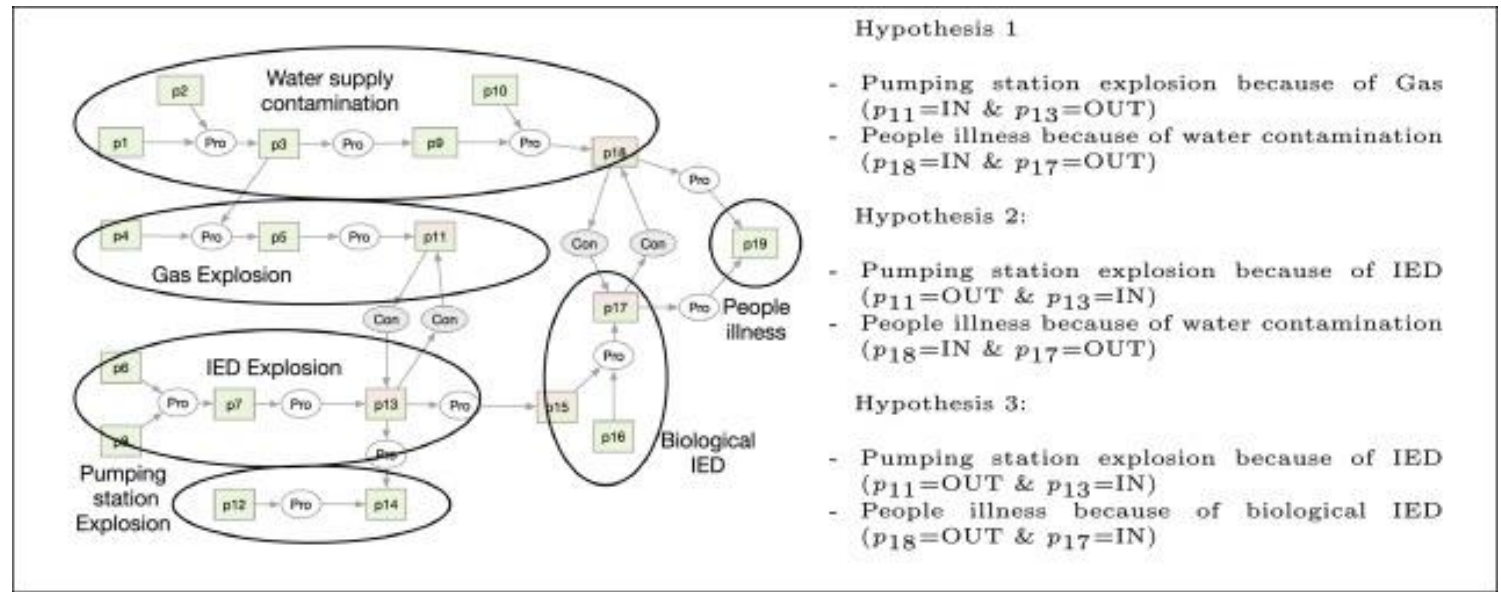 Water supply
contamination
p2
p10
p1
Pro
p3
Pro
p9
Pro
p18
Pro
p4
Pro
p5
Pro
p11
Con
Con
p19
Gas Explosion
p17
Pro
People
illness
Con
Con
p6
IED Explosion
Pro
Pro
p7
Pro
p13
Pro
p15
p8
p16
Biological
IED
Pro
Pumping
station
Explosion
p12
Pro
p14
Hypothesis 1
- Pumping station explosion because of Gas
(p11=IN & p13=OUT)
- People illness because of water contamination
(p18=IN & p17=OUT)
Hypothesis 2:
- Pumping station explosion because of IED
(p11=OUT & p13=IN)
- People illness because of water contamination
(p18=IN & p17=OUT)
Hypothesis 3:
- Pumping station explosion because of IED
(p11=OUT & p13=IN)
- People illness because of biological IED
(p18=OUT & p17=IN)